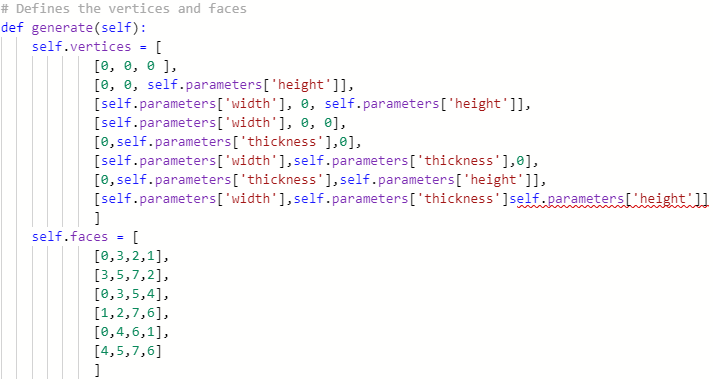 # Defines the vertices and faces
def generate(self):
    self.vertices = [
            [0, 0, 0 ],
            [0, 0, self.parameters['height']],
            [self.parameters['width'], 0, self.parameters['height']],
            [self.parameters['width'], 0, 0],
            [0,self.parameters['thickness'],0],
            [self.parameters['width'],self.parameters['thickness'],0],
            [0,self.parameters['thickness'],self.parameters['height']],
            [self.parameters['width'],self.parameters['thickness']self.parameters['height']]
            ]
    self.faces = [
            [0,3,2,1],
            [3,5,7,2],
            [0,3,5,4],
            [1,2,7,6],
            [0,4,6,1],
            [4,5,7,6]
            ]